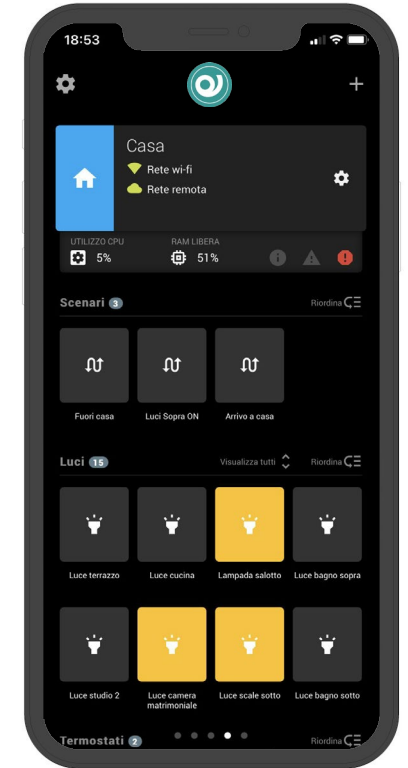 18:53
Casa
Rete wi-fi
Rete remota
UTILIZZO CPU
RAM LIBERA
5%
51%
Scenari 3
Riordina
Fuori casa
Luci Sopra ON
Arrivo a casa
Luci 15
Visualizza tutti
Riordina
Luce terrazzo
Luce cucina
Lampada salotto
Luce bagno sopra
Luce studio 2
Luce camera
matrimoniale
Luce scale sotto
Luce bagno sotto
Termostati 2
Riordina